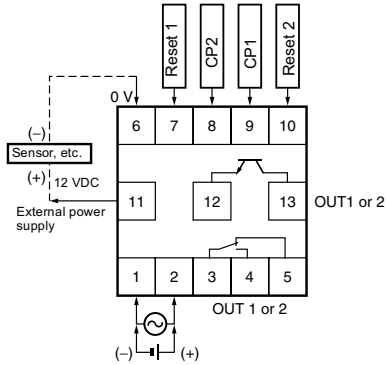 Reset 1
CP2
CP1
Reset 2
0 V
6 7 8 9 10
(–)
Sensor, etc.
(+)
12 VDC
External power
supply
11 12 13
OUT1 or 2
1 2 3 4 5
OUT 1 or 2
(–) (+)